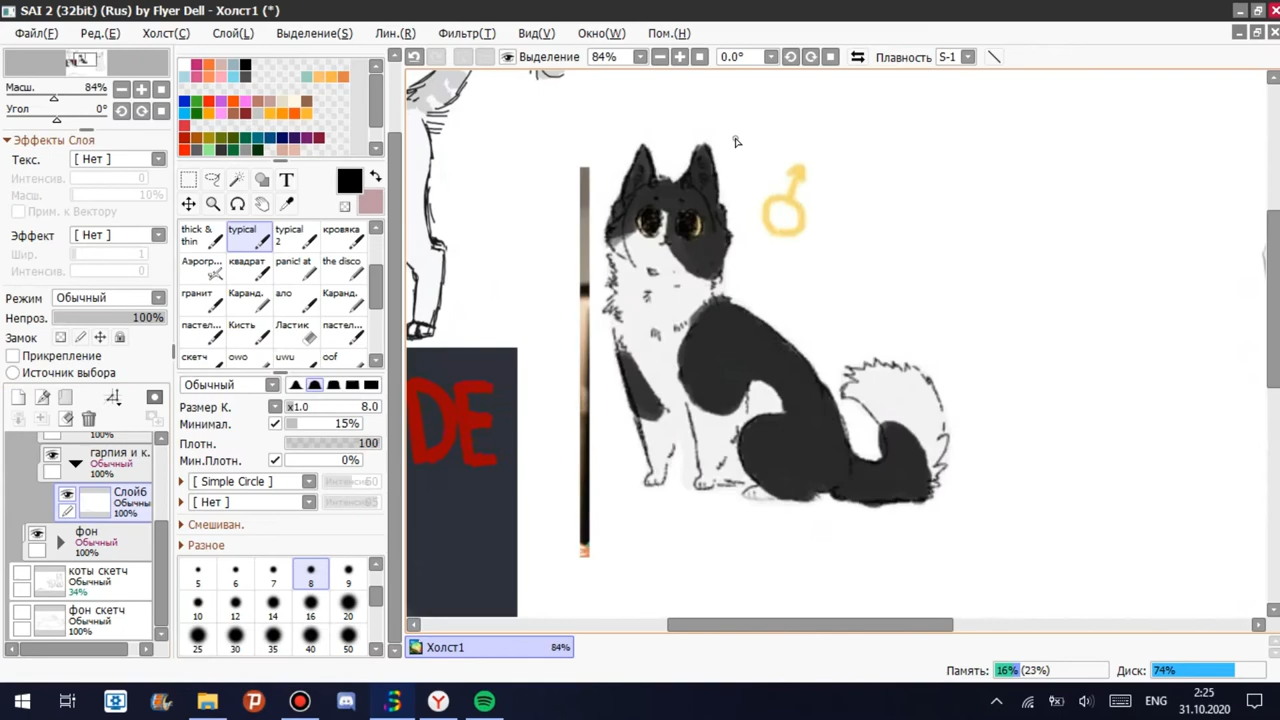 SAI 2 (32bit) (Rus) by Flyer Dell - Холст1 (*)
Файл(F) Ред.(E) Холст(C) Слой(L) Выделение(S) Лин.(R) Фильтр(T) Вид(V) Окно(W) Пом.(H)
Выделение 84% 0.0° Плавность S-1
Масш. 84%
Угол 0°
Эффекты Слоя
Текс. [ Нет ]
Интенсив. 0
Масш. 10%
Прим. к Вектору
Эффект [ Нет ]
Шир. 1
Интенсив. 0
Режим Обычный
Непроз. 100%
Замок
Прикрепление
Источник выбора
100%
гарпия и к.
Обычный
100%
Слой6
Обычны
100%
фон
Обычный
100%
коты скетч
Обычный
34%
фон скетч
Обычный
100%
T
thick & thin typical typical 2 кровяка
Аэрогр... квадрат panic! at the disco
гранит Каранд. ало Каранд.
пастел... Кисть Ластик пастел...
скетч owo uwu oof
Обычный
Размер К. x1.0 8.0
Минимал. 15%
Плотн. 100
Мин.Плотн. 0%
[ Simple Circle ]
[ Нет ]
Смешиван.
Разное
5 6 7 8 9
10 12 14 16 20
25 30 35 40 50
DE
Холст1 84%
Память: 16% (23%) Диск: 74%
ENG
2:25
31.10.2020